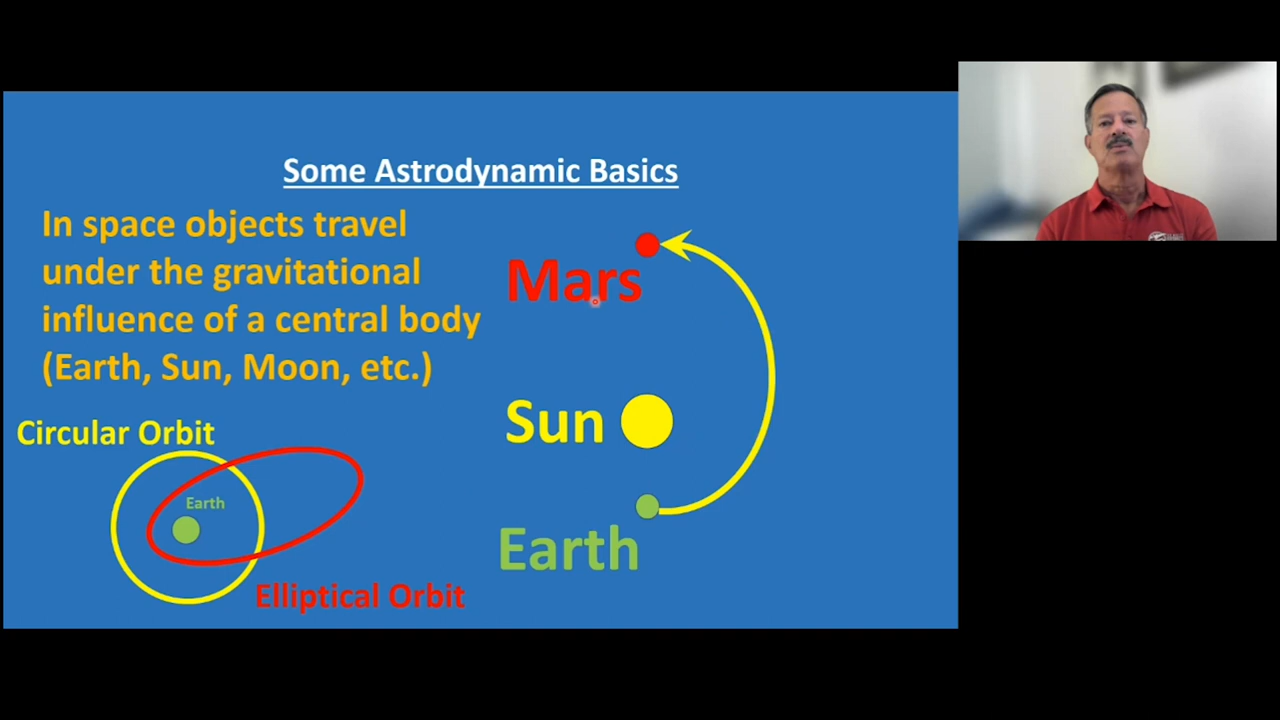 Some Astrodynamic Basics
In space objects travel
under the gravitational
influence of a central body
(Earth, Sun, Moon, etc.)
Circular Orbit
Earth
Elliptical Orbit
Mars
Sun
Earth